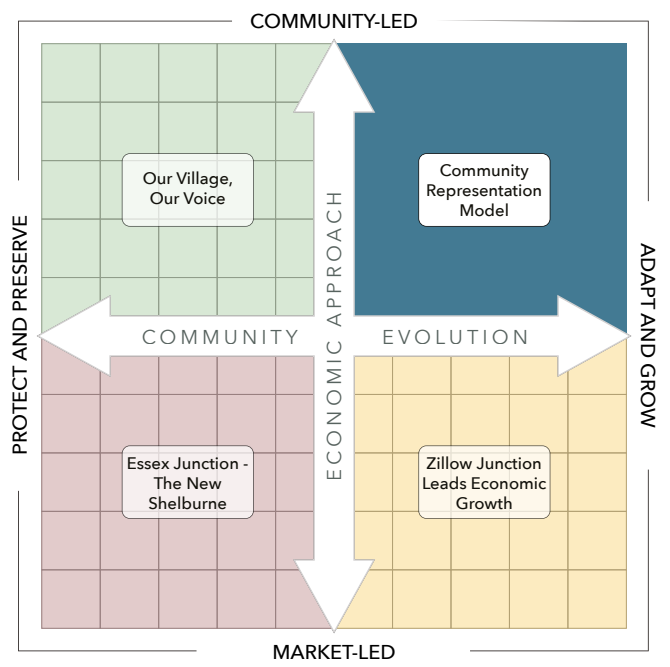 COMMUNITY-LED
Our Village,
Our Voice
Community
Representation
Model
PROTECT AND PRESERVE
ECONOMIC APPROACH
ADAPT AND GROW
COMMUNITY EVOLUTION
Essex Junction -
The New
Shelburne
Zillow Junction
Leads Economic
Growth
MARKET-LED